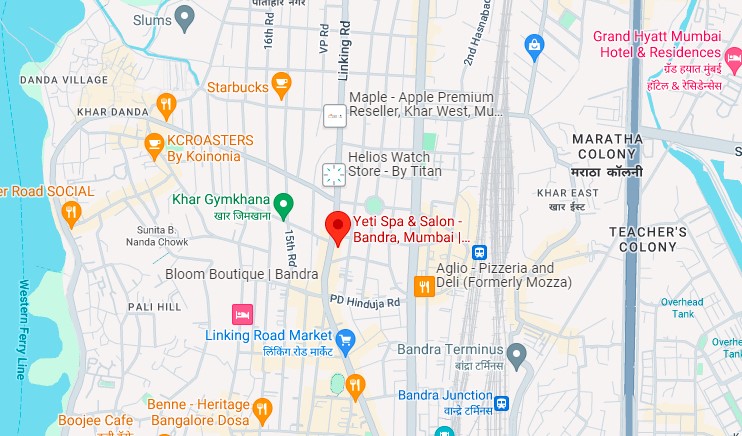 पाताहार नगर
Slums
16th Rd
VP Rd
Linking Rd
2nd Hasnabad
Grand Hyatt Mumbai
Hotel & Residences
ग्रॅड हयात मुंबई
हॉटेल & रेसिडेन्सेस
DANDA VILLAGE
Starbucks
KHAR DANDA
Maple - Apple Premium
Reseller, Khar West, Mu...
KCROASTERS
By Koinonia
Helios Watch
Store - By Titan
MARATHA
COLONY
मराठा कॉलनी
er Road SOCIAL
Khar Gymkhana
खार जिमखाना
KHAR EAST
खार ईस्ट
Yeti Spa & Salon -
Bandra, Mumbai |...
Sunita B.
Nanda Chowk
15th Rd
TEACHER'S
COLONY
Bloom Boutique | Bandra
Aglio - Pizzeria and
Deli (Formerly Mozza)
Western Ferry Line
PALI HILL
PD Hinduja Rd
Overhead
Tank
Linking Road Market
लिंकिंग रोड मार्केट
Bandra Terminus
बांद्रा टर्मिनस
Overhe
Tank
Bandra Junction
वान्द्रे टर्मिनस
Benne - Heritage
Bangalore Dosa
Boojee Cafe